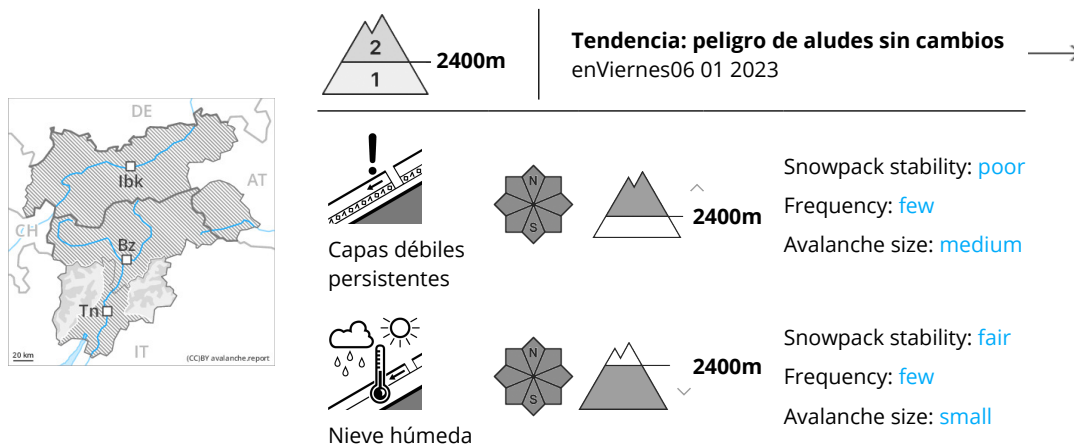 2
1
2400m
Tendencia: peligro de aludes sin cambios
enViernes06 01 2023
DE
Ibk
AT
CH
Bz
Tn
IT
20 km
(CC)BY avalanche.report
N
S
2400m
Capas débiles
persistentes
Snowpack stability: poor
Frequency: few
Avalanche size: medium
N
S
2400m
Nieve húmeda
Snowpack stability: fair
Frequency: few
Avalanche size: small